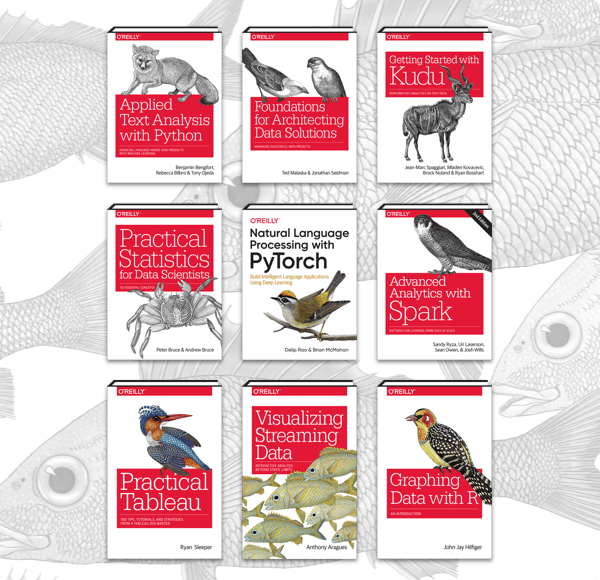 O'REILLY®
Applied
Text Analysis
with Python
ENABLING LANGUAGE-AWARE DATA PRODUCTS
WITH MACHINE LEARNING
Benjamin Bengfort,
Rebecca Bilbro & Tony Ojeda
O'REILLY®
Foundations
for Architecting
Data Solutions
MANAGING SUCCESSFUL DATA PROJECTS
Ted Malaska & Jonathan Seidman
O'REILLY®
Getting Started with
Kudu
PERFORM FAST ANALYTICS ON FAST DATA
Jean-Marc Spaggiari, Mladen Kovacevic,
Brock Noland & Ryan Bosshart
O'REILLY®
Practical
Statistics
for Data Scientists
50 ESSENTIAL CONCEPTS
Peter Bruce & Andrew Bruce
O'REILLY®
Natural Language
Processing with
PyTorch
Build Intelligent Language Applications
Using Deep Learning
Delip Rao & Brian McMahan
O'REILLY®
2nd Edition
Advanced
Analytics with
Spark
PATTERNS FOR LEARNING FROM DATA AT SCALE
Sandy Ryza, Uri Laserson,
Sean Owen, & Josh Wills
O'REILLY®
Practical
Tableau
100 TIPS, TUTORIALS, AND STRATEGIES
FROM A TABLEAU ZEN MASTER
Ryan Sleeper
O'REILLY®
Visualizing
Streaming
Data
INTERACTIVE ANALYSIS
BEYOND STATIC LIMITS
Anthony Aragues
O'REILLY®
Graphing
Data with R
AN INTRODUCTION
John Jay Hilfiger